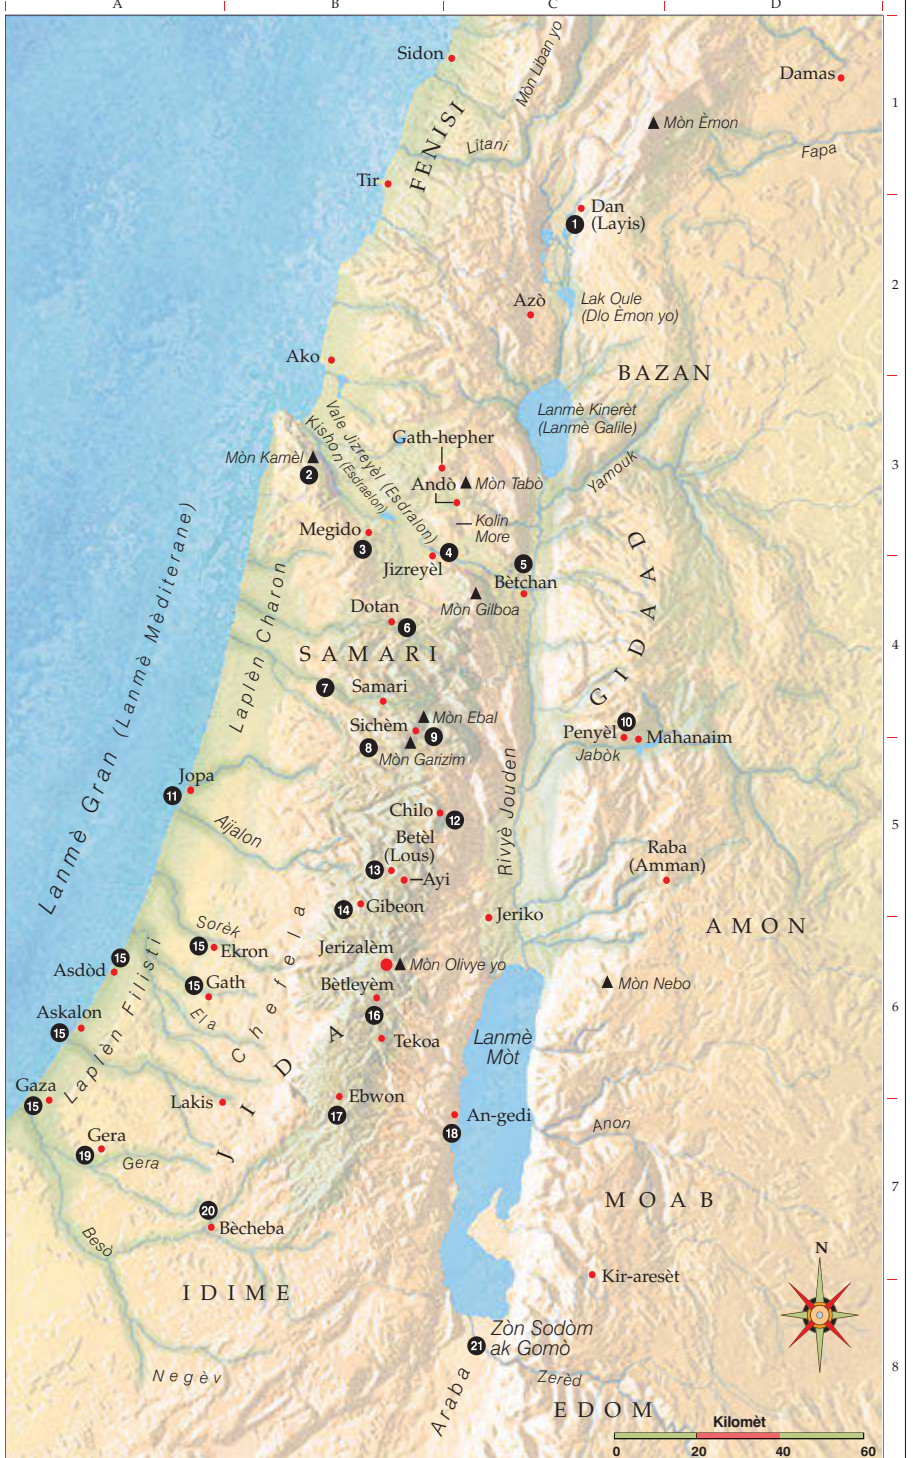 A B C D
Sidon
Mòn Liban yo
Damas
1
FENISI
Mòn Èmon
Litani
Fapa
Tir
Dan
(Layis)
1
2
Azò
Lak Oule
(Dlo Èmon yo)
Ako
BAZAN
Lanmè Kinerèt
(Lanmè Galile)
Vale Jizreyèl (Esdralon)
Kishon (Esdraelon)
Gath-hepher
Mòn Kamèl
2
Andò
Mòn Tabò
Yamouk
3
Kolin
More
Megido
3
Jizreyèl
4
5
Bètchan
GIDAAD
Mòn Gilboa
Laplèn Charon
Dotan
6
SAMARI
4
7
Samari
Mòn Ebal
Sichèm
8
9
Mòn Garizim
10
Penyèl
Mahanaim
Jabòk
Lanmè Gran (Lanmè Mèditerane)
Jopa
11
Rivyè Jouden
Aijalon
Chilo
12
5
Betèl
(Lous)
13
Ayi
Raba
(Amman)
14
Gibeon
Jeriko
AMON
Sorèk
15
Ekron
Chefela
Jerizalèm
Mòn Olivye yo
15
Asdòd
Laplèn Filisti
15
Gath
Bètleyèm
16
Mòn Nebo
Ela
Askalon
15
JIDA
Tekoa
Lanmè
Mòt
6
Gaza
15
Lakis
Ebwon
17
An-gedi
18
Anon
Gera
19
Gera
7
MOAB
20
Bècheba
Besò
N
Kir-aresèt
IDIME
Zòn Sodòm
ak Gomò
21
Negèv
Araba
Zerèd
8
EDOM
Kilomèt
0 20 40 60